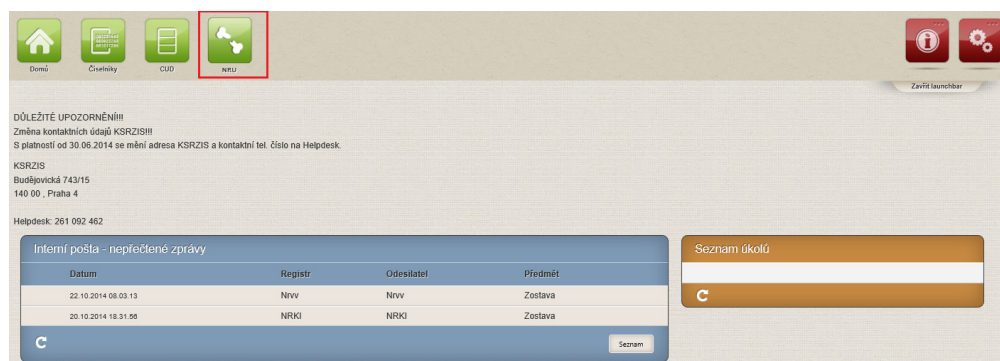 Domů
Číselníky
CUD
NRU
Zavřít launchbar
DŮLEŽITÉ UPOZORNĚNÍ!!!
Změna kontaktních údajů KSRZIS!!!
S platností od 30.06.2014 se mění adresa KSRZIS a kontaktní tel. číslo na Helpdesk.
KSRZIS
Budějovická 743/15
140 00 , Praha 4
Helpdesk: 261 092 462
Interní pošta - nepřečtené zprávy
Datum Registr Odesilatel Předmět
22.10.2014 08.03.13 Nrvv Nrvv Zostava
20.10.2014 18.31.56 NRKI NRKI Zostava
Seznam
Seznam úkolů